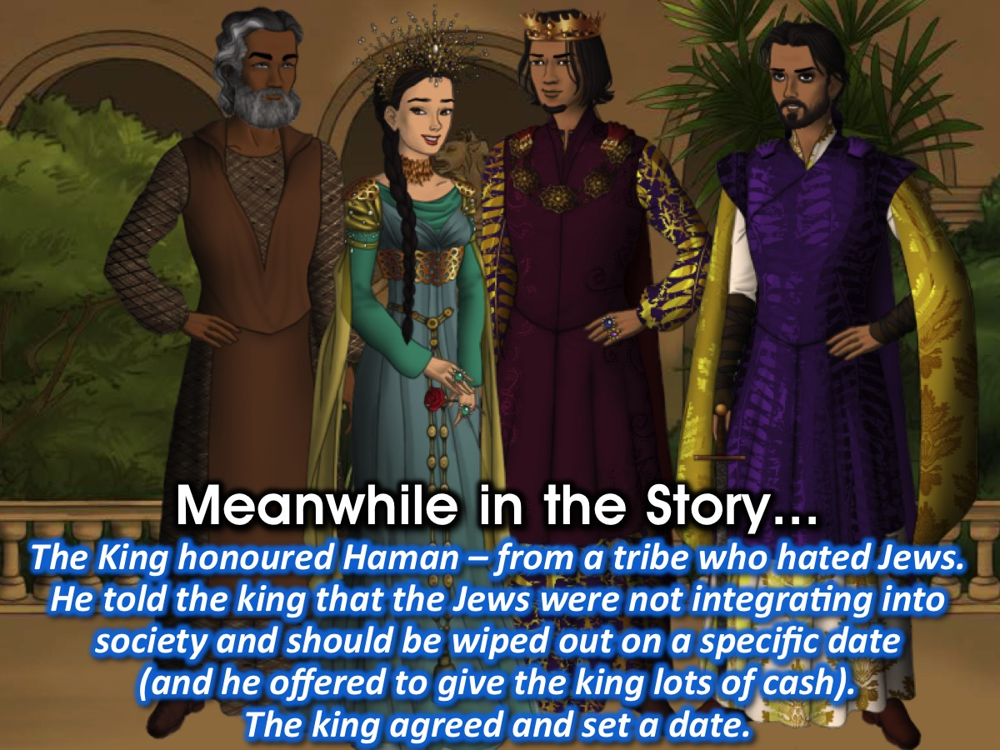 Meanwhile in the Story...
The King honoured Haman – from a tribe who hated Jews.
He told the king that the Jews were not integrating into
society and should be wiped out on a specific date
(and he offered to give the king lots of cash).
The king agreed and set a date.